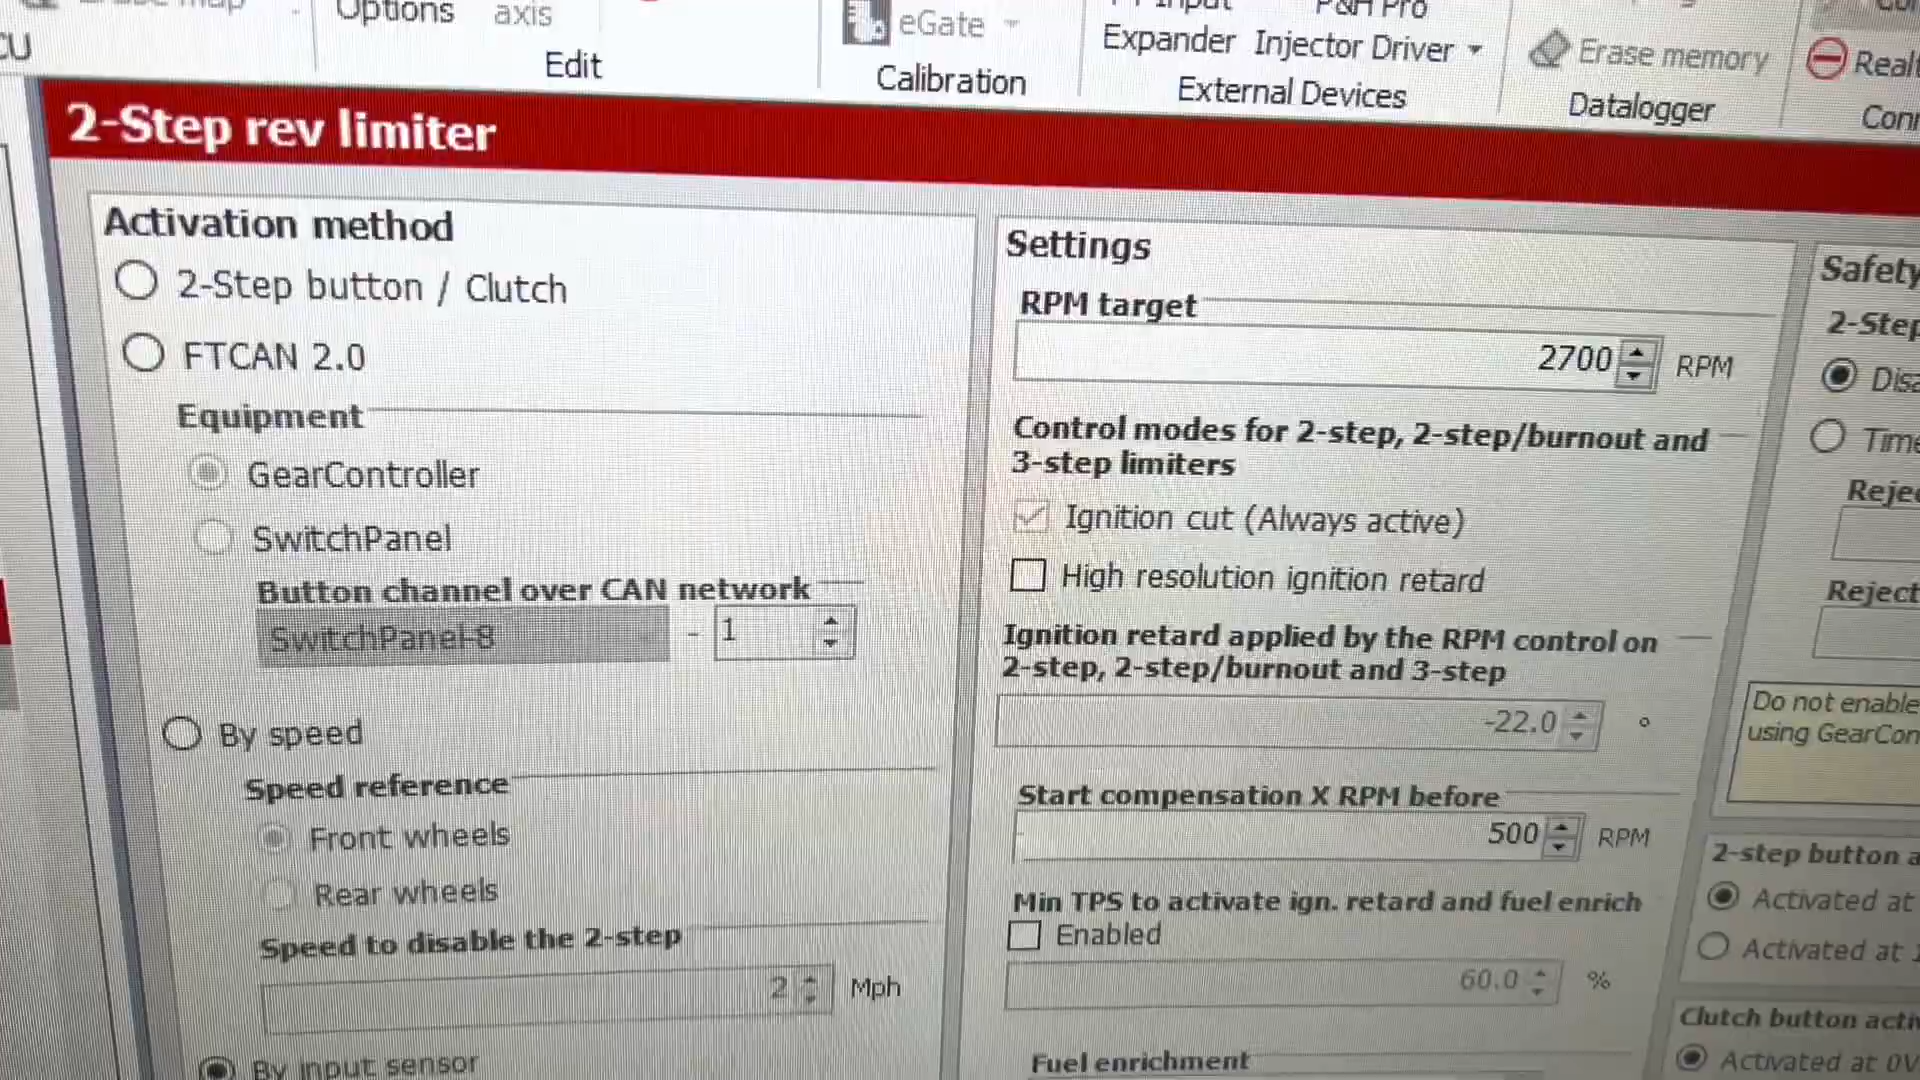 Options
axis
Edit
eGate
Calibration
P&H Pro
Expander
Injector Driver
External Devices
Erase memory
Datalogger
2-Step rev limiter
Activation method
2-Step button / Clutch
FTCAN 2.0
Equipment
GearController
SwitchPanel
Button channel over CAN network
SwitchPanel-8 - 1
By speed
Speed reference
Front wheels
Rear wheels
Speed to disable the 2-step
2 Mph
By input sensor
Settings
RPM target
2700 RPM
Control modes for 2-step, 2-step/burnout and
3-step limiters
Ignition cut (Always active)
High resolution ignition retard
Ignition retard applied by the RPM control on
2-step, 2-step/burnout and 3-step
-22.0 °
Start compensation X RPM before
500 RPM
Min TPS to activate ign. retard and fuel enrich
Enabled
60.0 %
Fuel enrichment
Safety
2-Step
Do not enable
using GearCon
2-step button a
Activated at
Activated at 1
Clutch button activ
Activated at 0V